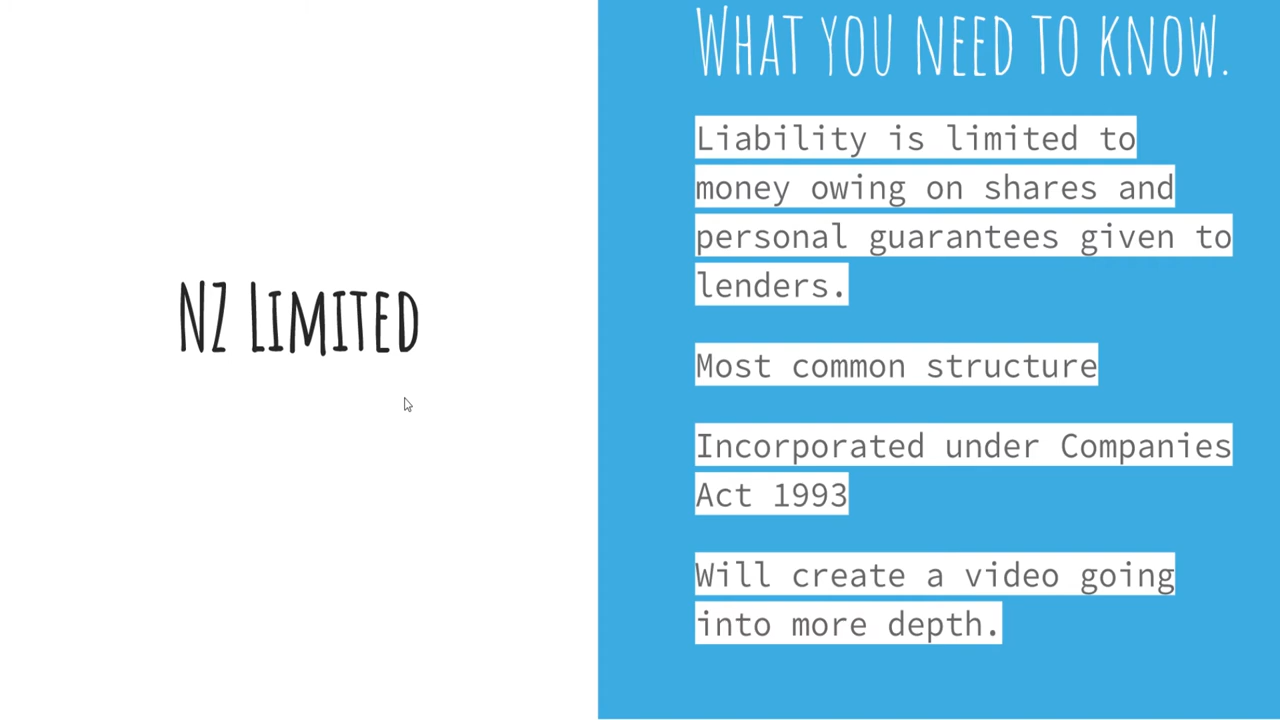 NZ Limited
What you need to know.
Liability is limited to
money owing on shares and
personal guarantees given to
lenders.
Most common structure
Incorporated under Companies
Act 1993
Will create a video going
into more depth.